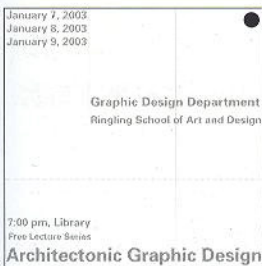 January 7, 2003
January 8, 2003
January 9, 2003
Graphic Design Department
Ringling School of Art and Design
7:00 pm, Library
Free Lecture Series
Architectonic Graphic Design